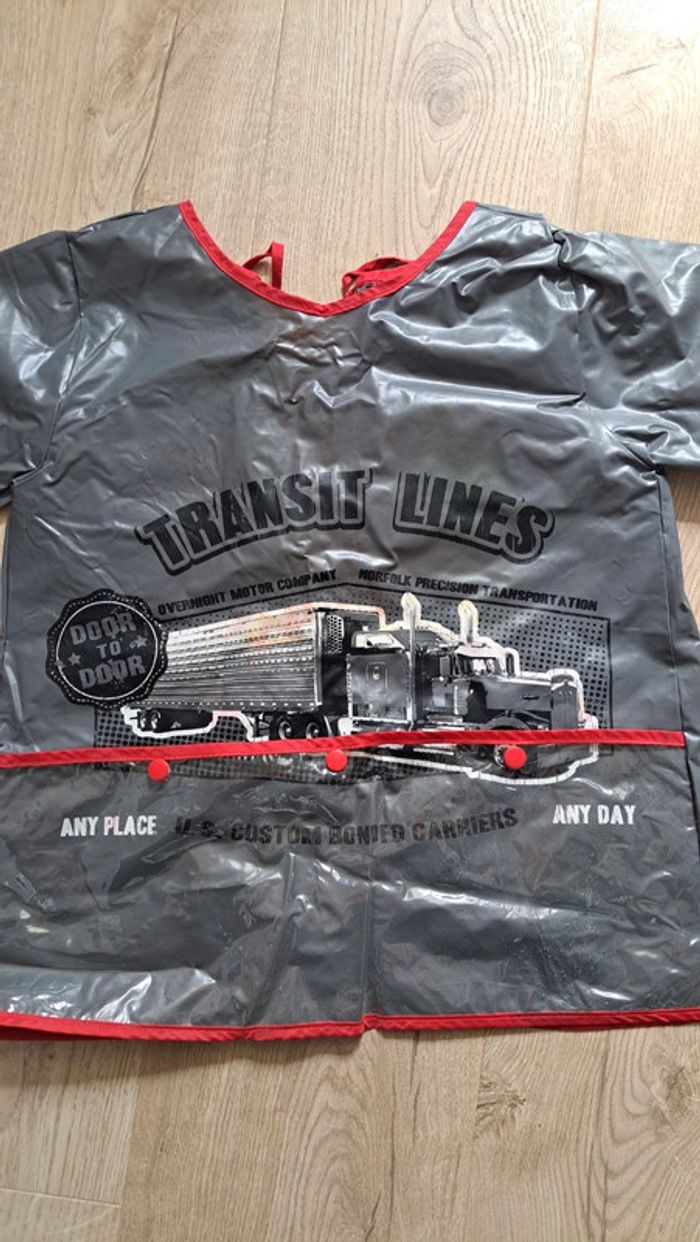 TRANSIT LINES
OVERNIGHT MOTOR COMPANY NORFOLK PRECISION TRANSPORTATION
DOOR
TO
DOOR
ANY PLACE U.S. CUSTOM BONDED CARRIERS ANY DAY